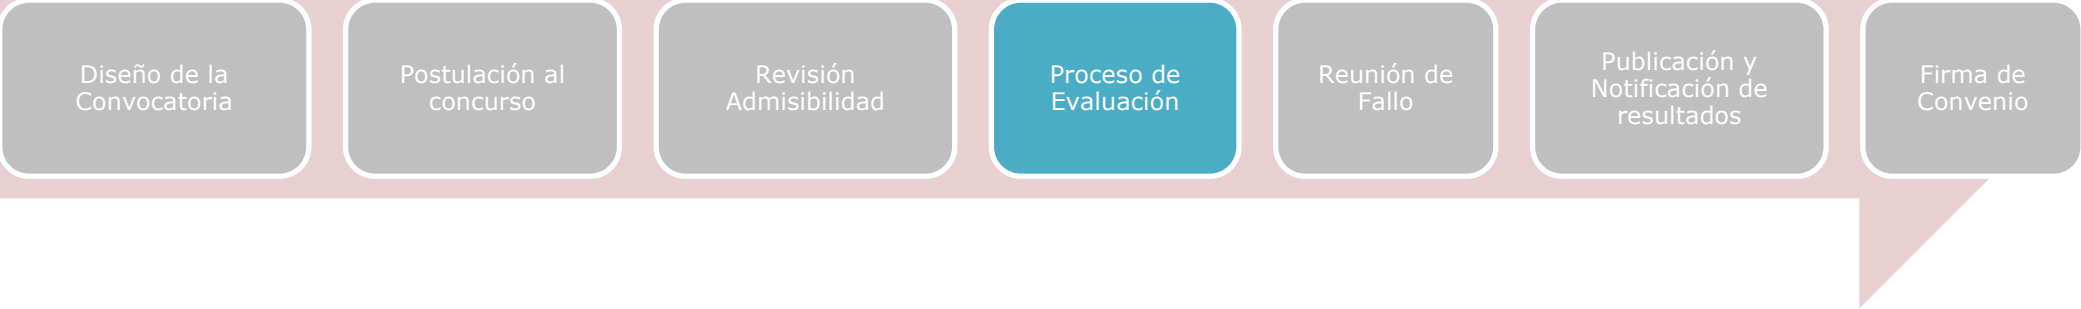 Diseño de la
Convocatoria
Postulación al
concurso
Revisión
Admisibilidad
Proceso de
Evaluación
Reunión de
Fallo
Publicación y
Notificación de
resultados
Firma de
Convenio